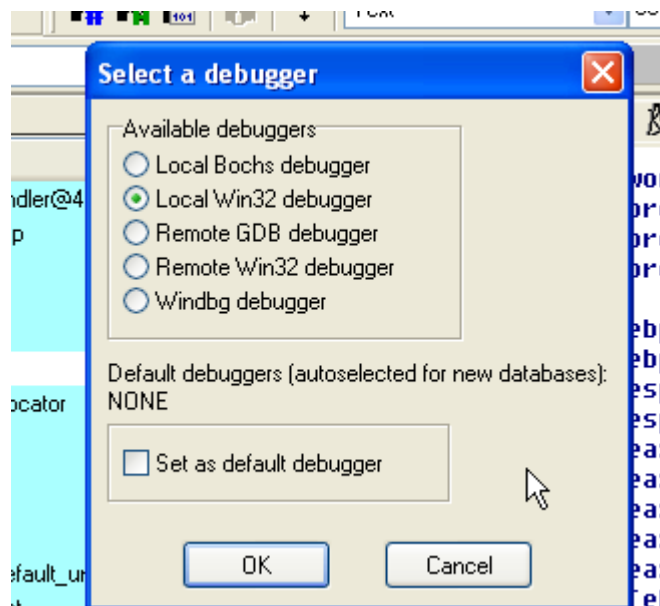 Select a debugger
Available debuggers
Local Bochs debugger
ndler@4
Local Win32 debugger
p
Remote GDB debugger
Remote Win32 debugger
Windbg debugger
Default debuggers (autoselected for new databases):
ocator
NONE
Set as default debugger
OK
Cancel
efault_un